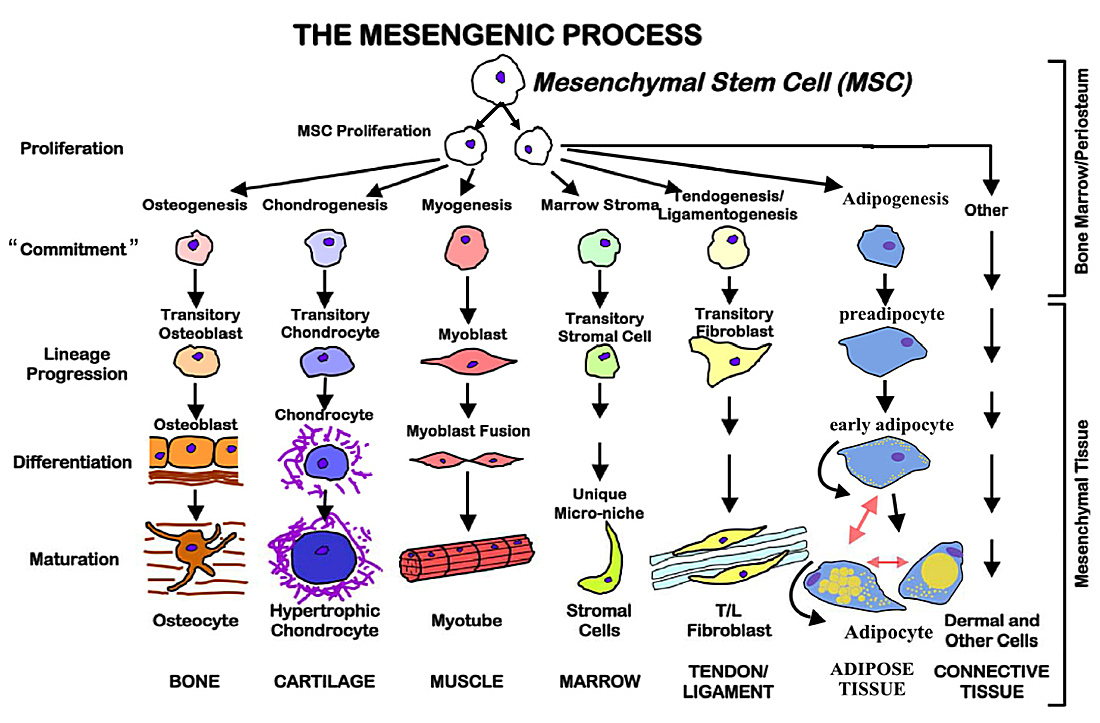 THE MESENGENIC PROCESS
Mesenchymal Stem Cell (MSC)
MSC Proliferation
Proliferation
Osteogenesis
Chondrogenesis
Myogenesis
Marrow Stroma
Tendogenesis/
Ligamentogenesis
Adipogenesis
Other
“Commitment”
Transitory
Osteoblast
Transitory
Chondrocyte
Myoblast
Transitory
Stromal Cell
Transitory
Fibroblast
preadipocyte
Lineage
Progression
Osteoblast
Chondrocyte
Myoblast Fusion
early adipocyte
Differentiation
Unique
Micro-niche
Maturation
Osteocyte
Hypertrophic
Chondrocyte
Myotube
Stromal
Cells
T/L
Fibroblast
Adipocyte
Dermal and
Other Cells
BONE
CARTILAGE
MUSCLE
MARROW
TENDON/
LIGAMENT
ADIPOSE
TISSUE
CONNECTIVE
TISSUE
Bone Marrow/Periosteum
Mesenchymal Tissue